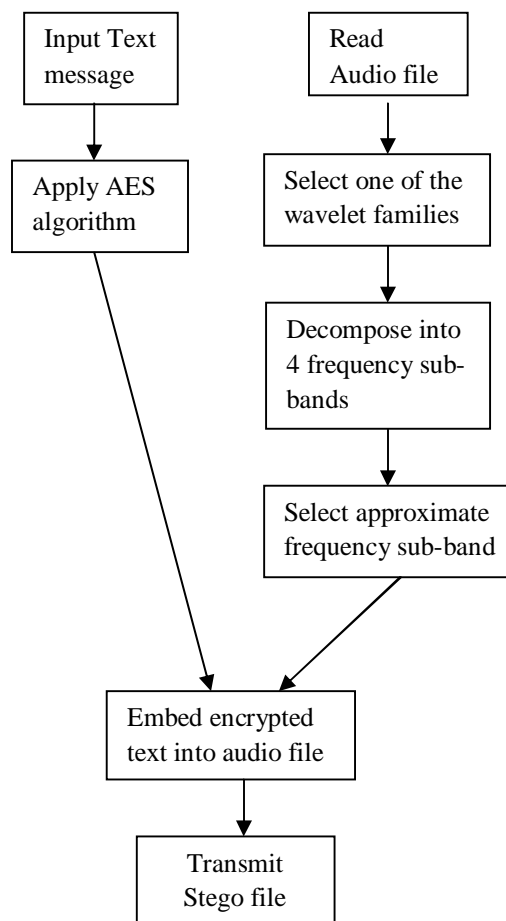 Input Text
message
Read
Audio file
Apply AES
algorithm
Select one of the
wavelet families
Decompose into
4 frequency sub-
bands
Select approximate
frequency sub-band
Embed encrypted
text into audio file
Transmit
Stego file